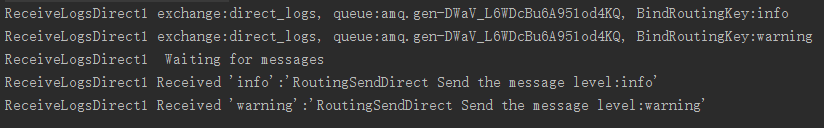 ReceiveLogsDirect1 exchange:direct_logs, queue:amq.gen-DWaV_L6WDcBu6A951od4KQ, BindRoutingKey:info
ReceiveLogsDirect1 exchange:direct_logs, queue:amq.gen-DWaV_L6WDcBu6A951od4KQ, BindRoutingKey:warning
ReceiveLogsDirect1  Waiting for messages
ReceiveLogsDirect1 Received 'info':'RoutingSendDirect Send the message level:info'
ReceiveLogsDirect1 Received 'warning':'RoutingSendDirect Send the message level:warning'